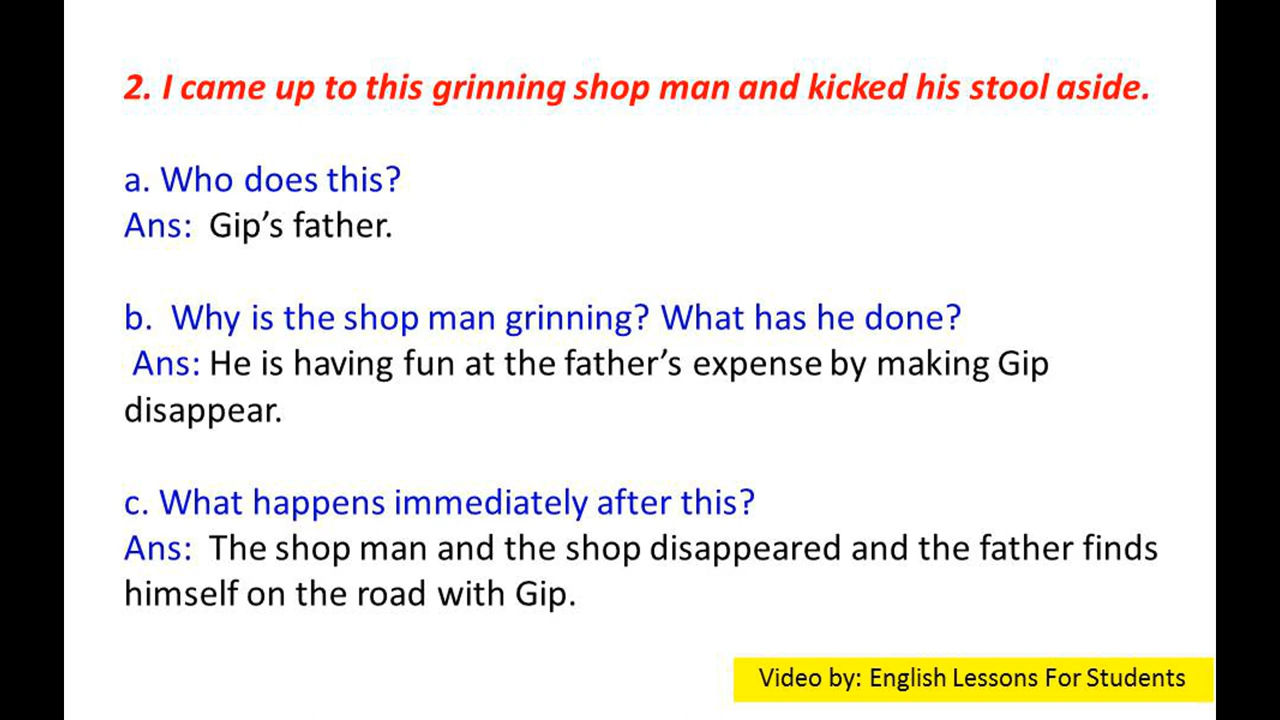 2. I came up to this grinning shop man and kicked his stool aside.
a. Who does this?
Ans: Gip’s father.
b. Why is the shop man grinning? What has he done?
Ans: He is having fun at the father’s expense by making Gip
disappear.
c. What happens immediately after this?
Ans: The shop man and the shop disappeared and the father finds
himself on the road with Gip.
Video by: English Lessons For Students